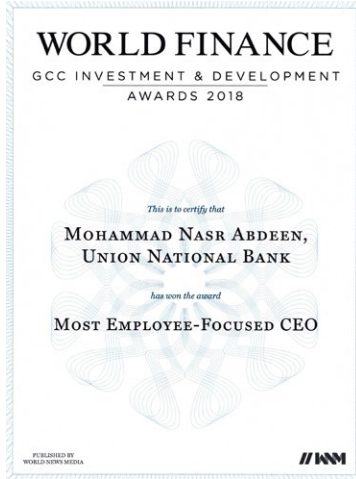 WORLD FINANCE
GCC INVESTMENT & DEVELOPMENT
AWARDS 2018
This is to certify that
MOHAMMAD NASR ABDEEN,
UNION NATIONAL BANK
has won the award
MOST EMPLOYEE-FOCUSED CEO
PUBLISHED BY
WORLD NEWS MEDIA
WNM